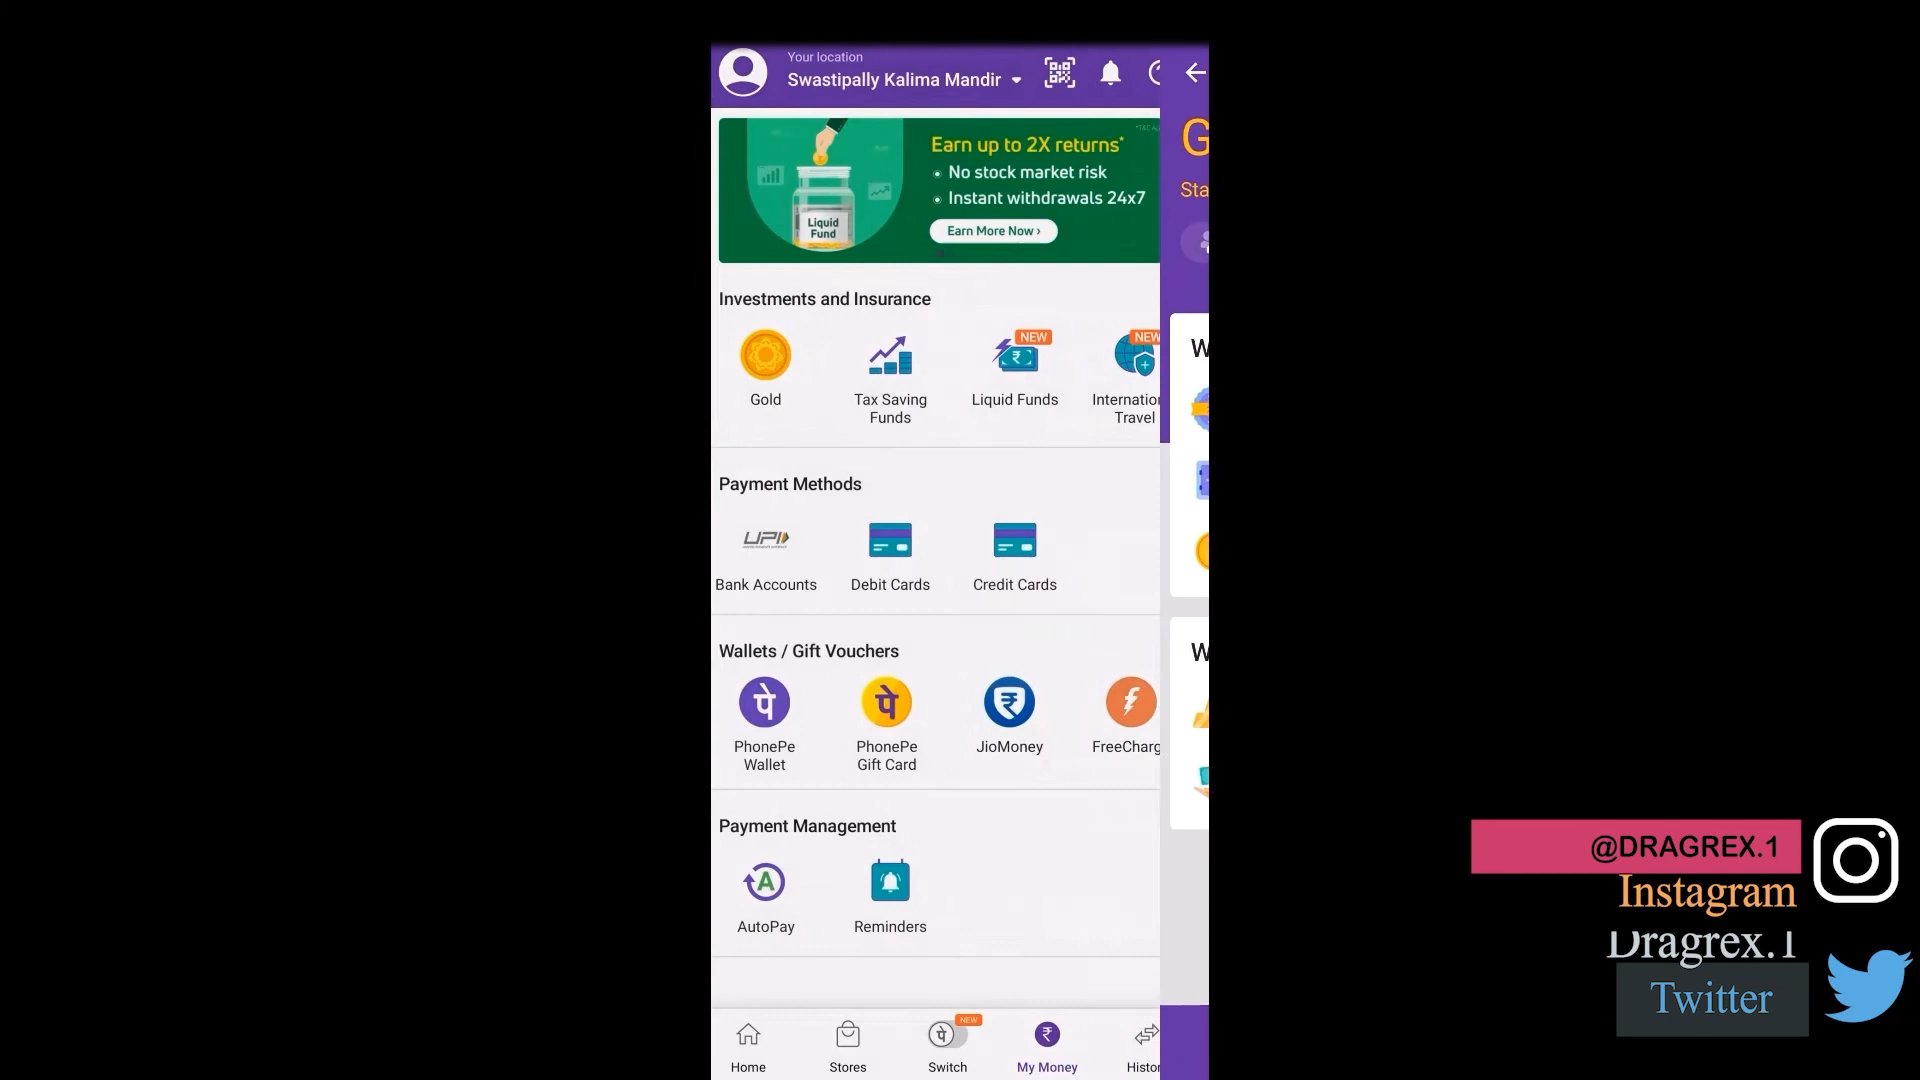 Your location
Swastipally Kalima Mandir
Earn up to 2X returns*
• No stock market risk
• Instant withdrawals 24x7
Earn More Now ›
Liquid
Fund
Sta
Investments and Insurance
NEW
NEW
Gold
Tax Saving
Funds
Liquid Funds
Internation
Travel
Payment Methods
UPI
Bank Accounts
Debit Cards
Credit Cards
Wallets / Gift Vouchers
पे
पे
PhonePe
Wallet
PhonePe
Gift Card
JioMoney
FreeCharg
Payment Management
A
AutoPay
Reminders
NEW
पे
Home
Stores
Switch
My Money
Histor
@DRAGREX.1
Instagram
Dragrex.1
Twitter